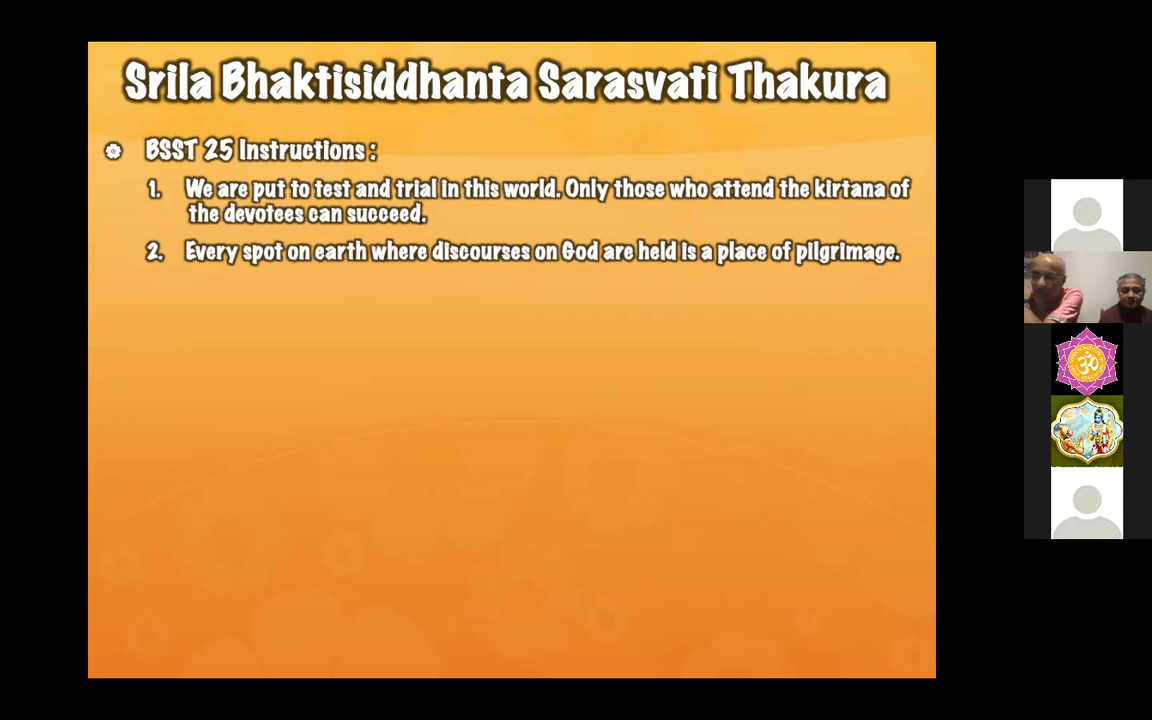 Srila Bhaktisiddhanta Sarasvati Thakura
BSST 25 Instructions :
1. We are put to test and trial in this world. Only those who attend the kirtana of
the devotees can succeed.
2. Every spot on earth where discourses on God are held is a place of pilgrimage.
ॐ